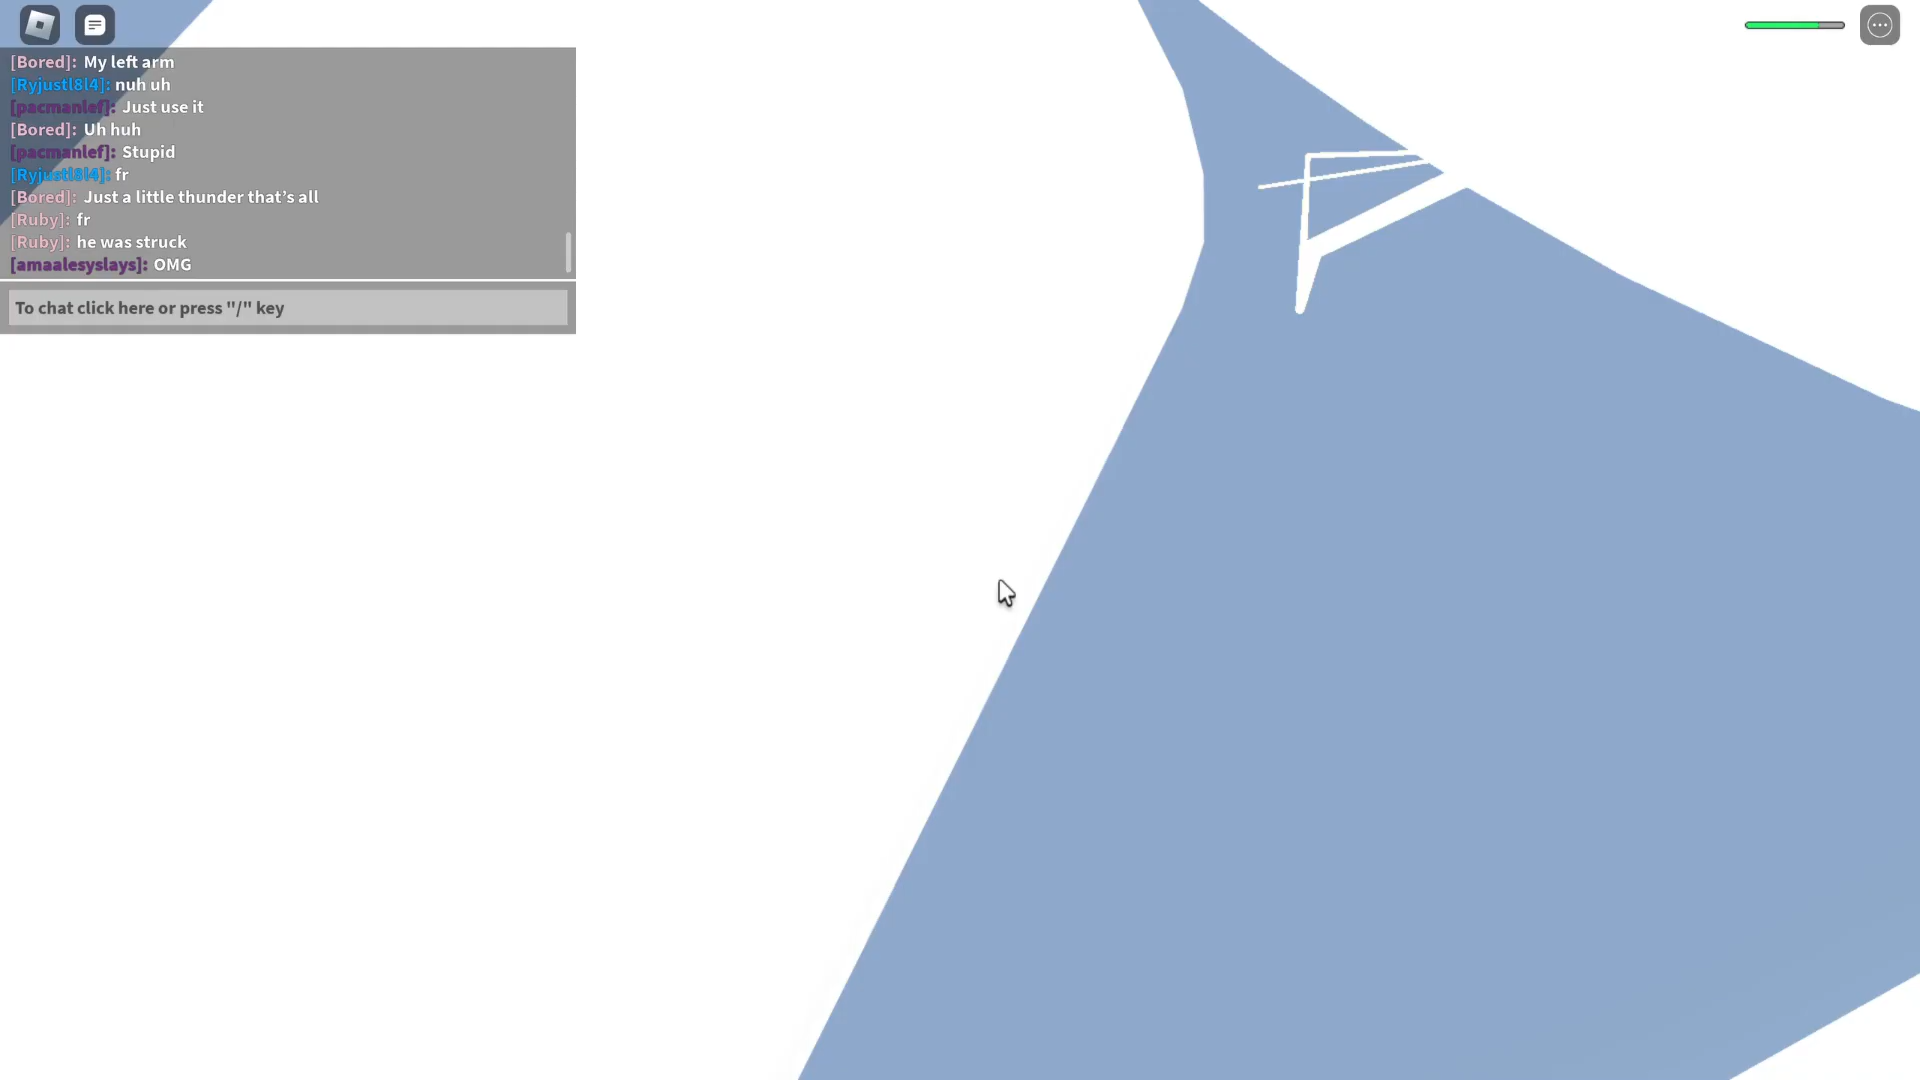 [Bored]: My left arm
[Ryjustl8l4]: nuh uh
[pacmanlef]: Just use it
[Bored]: Uh huh
[pacmanlef]: Stupid
[Ryjustl8l4]: fr
[Bored]: Just a little thunder that’s all
[Ruby]: fr
[Ruby]: he was struck
[amaalesyslays]: OMG
To chat click here or press "/" key